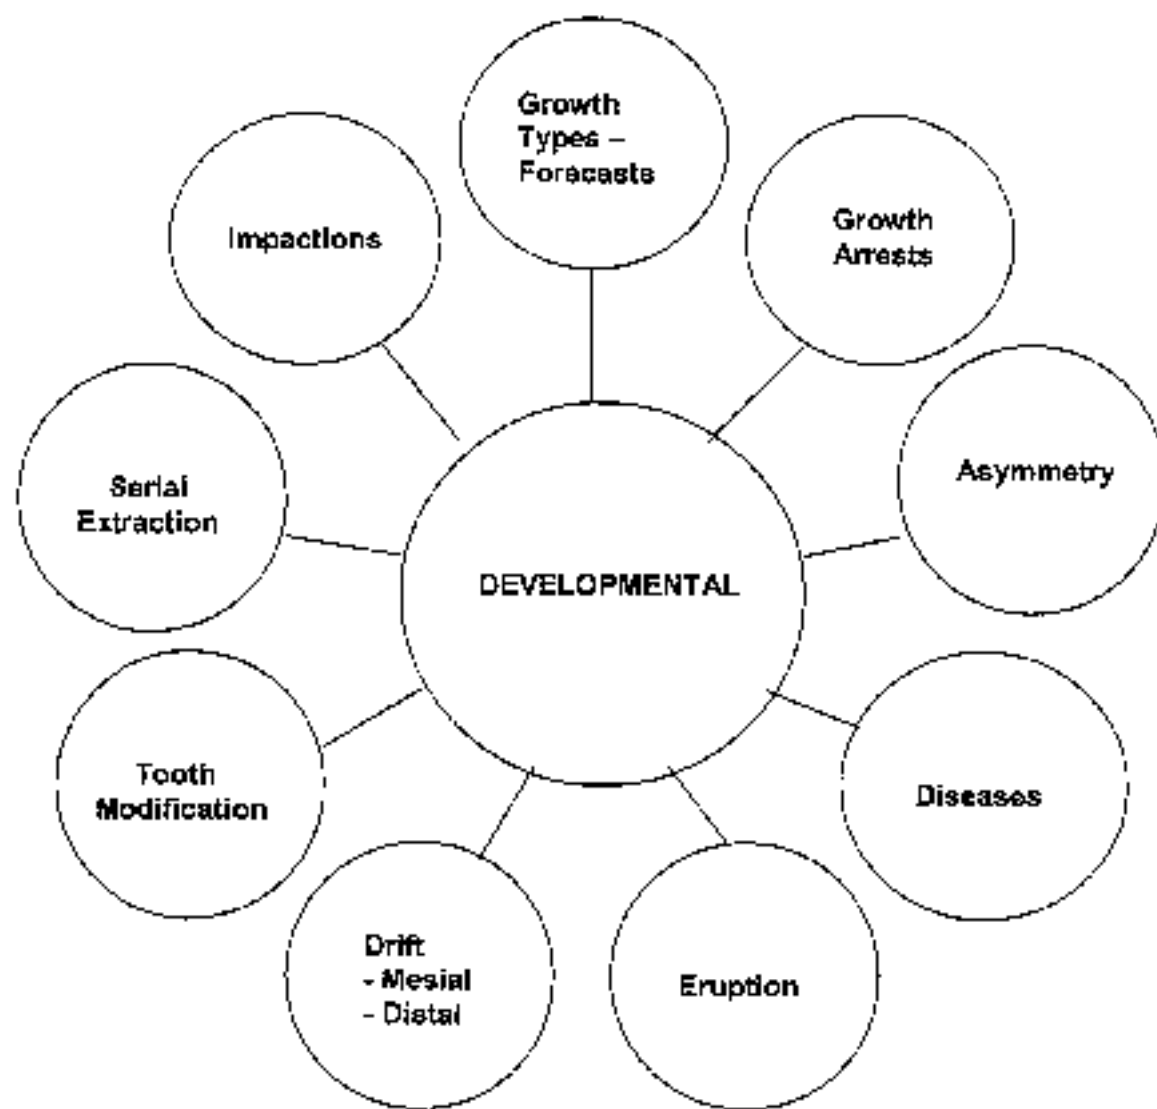 Growth
Types –
Forecasts
Growth
Arrests
Asymmetry
Diseases
Eruption
Drift
- Mesial
- Distal
Tooth
Modification
Serial
Extraction
Impactions
DEVELOPMENTAL